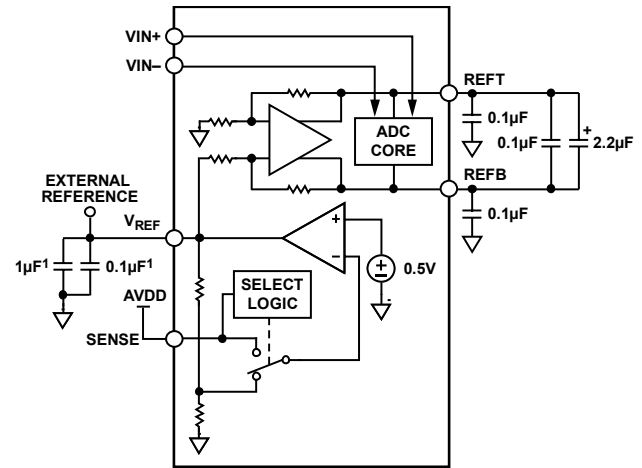 VIN+
VIN–
REFT
0.1µF
ADC
CORE
0.1µF
+
2.2µF
REFB
EXTERNAL
REFERENCE
0.1µF
VREF
+
–
+
–
0.5V
1µF1
0.1µF1
SELECT
LOGIC
AVDD
SENSE